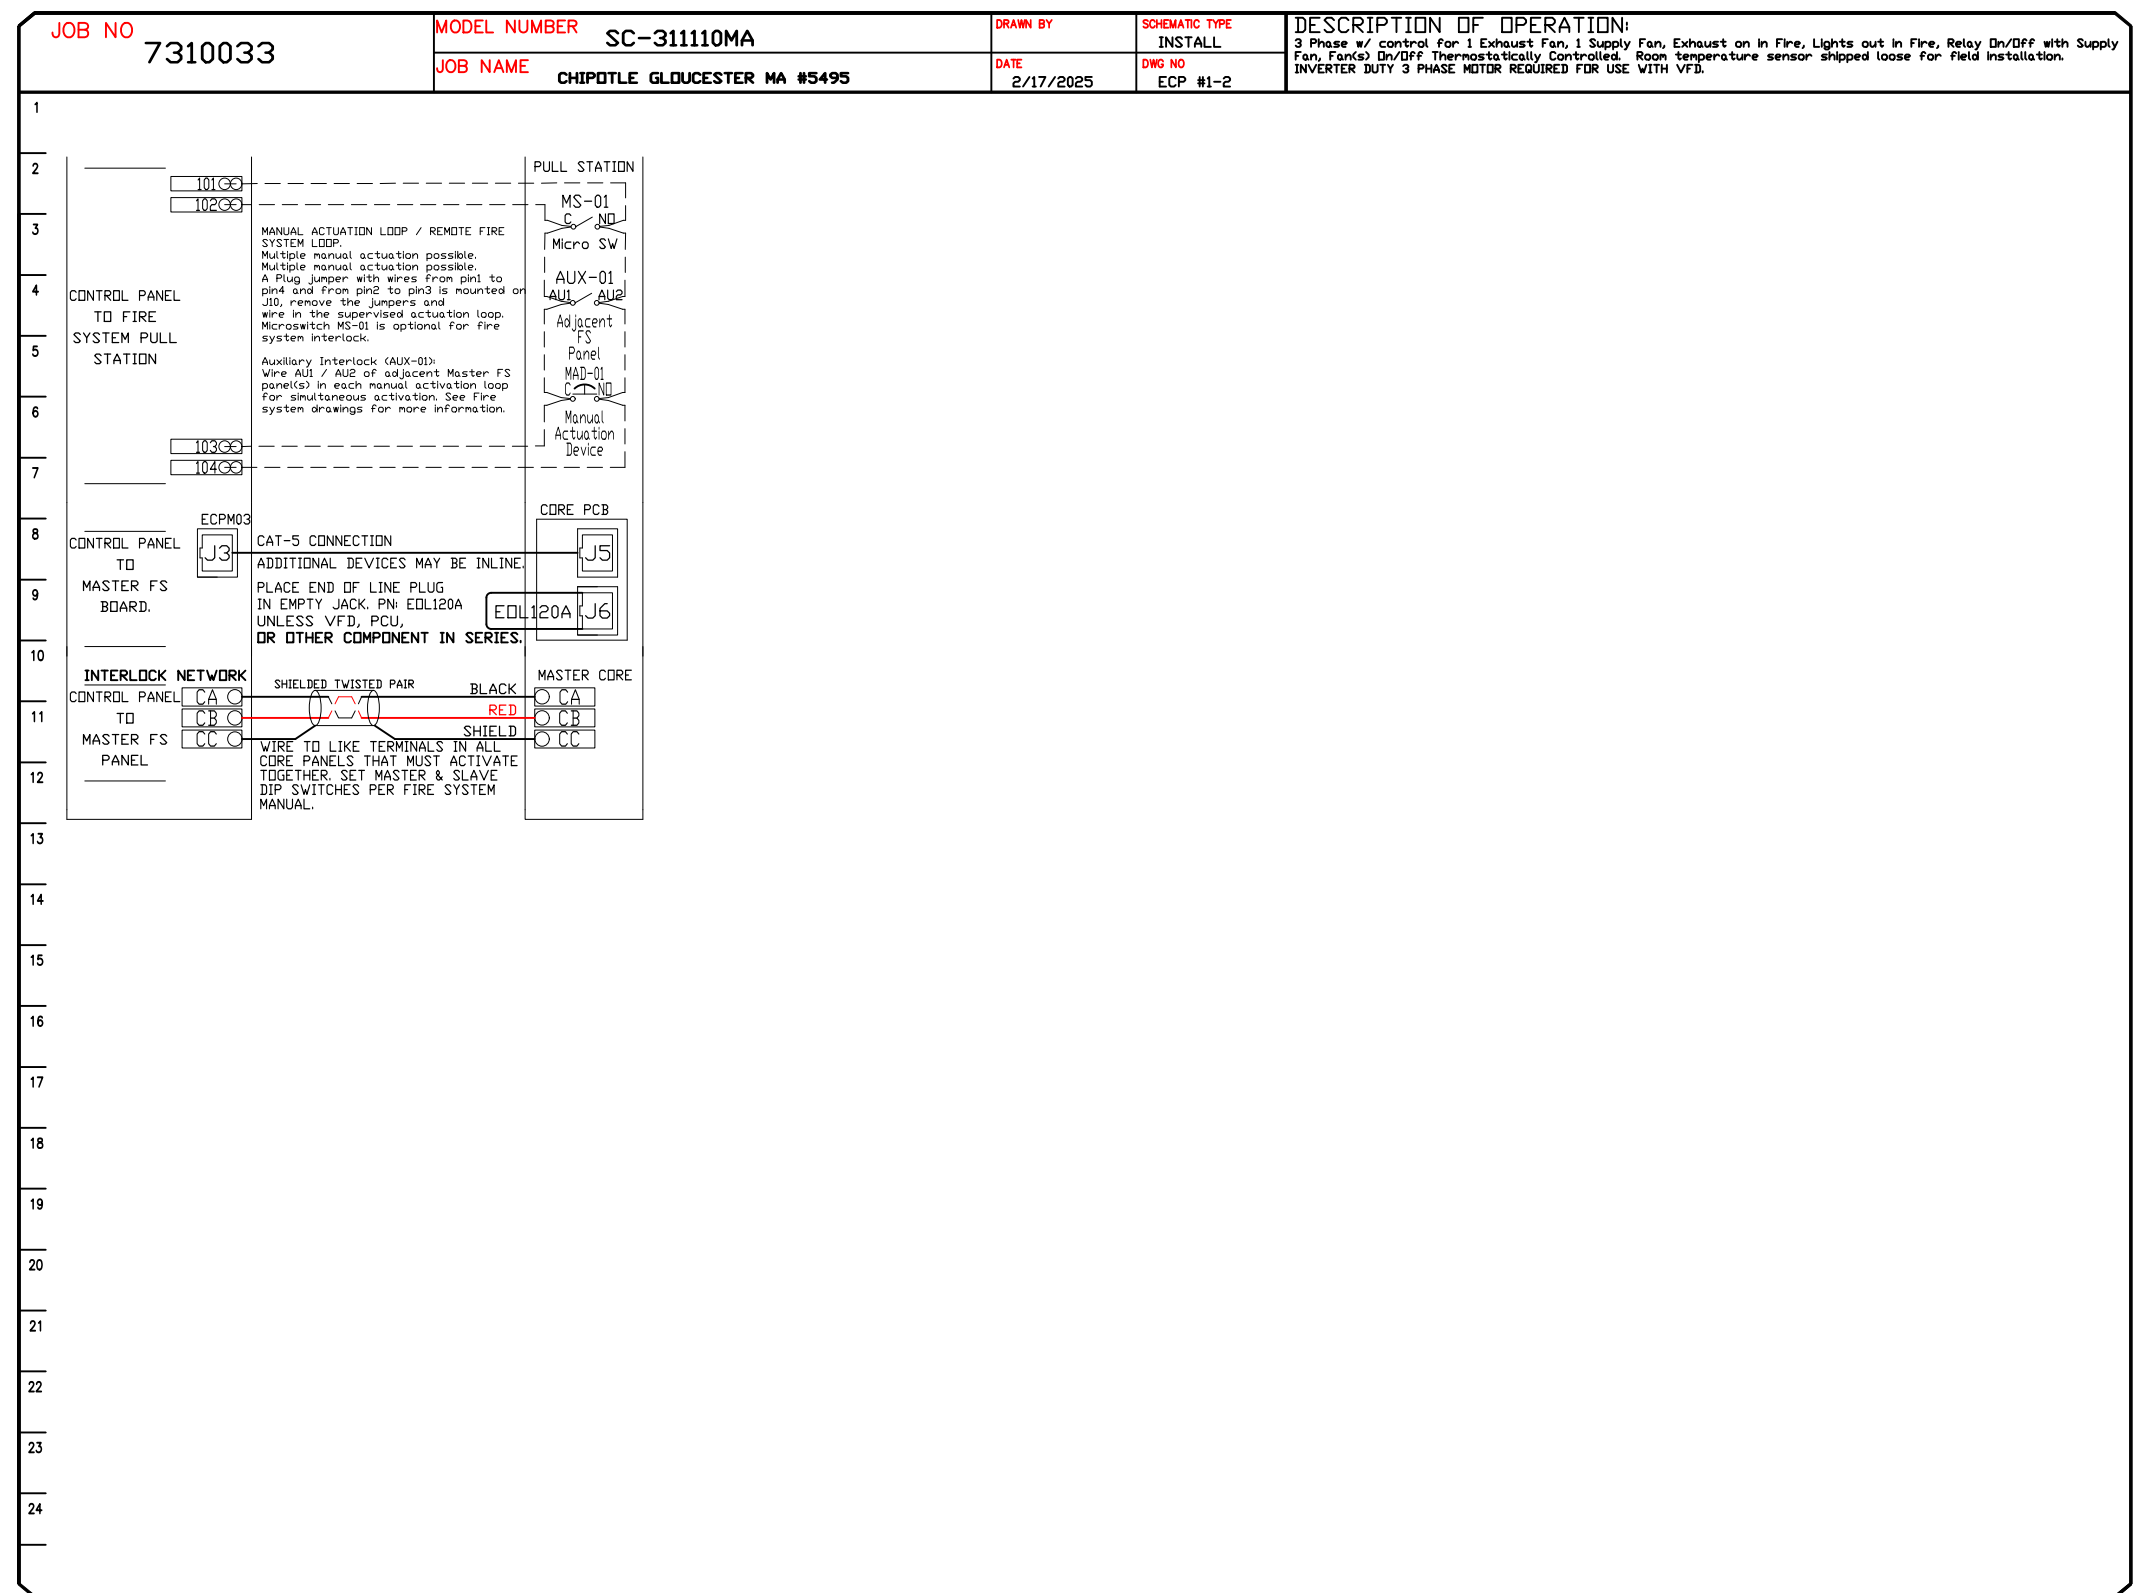 JOB NO
7310033
MODEL NUMBER
SC-311110MA
JOB NAME
CHIPOTLE GLOUCESTER MA #5495
DRAWN BY
SCHEMATIC TYPE
INSTALL
DATE
2/17/2025
DWG NO
ECP #1-2
DESCRIPTION OF OPERATION:
3 Phase w/ control for 1 Exhaust Fan, 1 Supply Fan, Exhaust on in Fire, Lights out in Fire, Relay On/Off with Supply
Fan, Fan(s) On/Off Thermostatically Controlled. Room temperature sensor shipped loose for field installation.
INVERTER DUTY 3 PHASE MOTOR REQUIRED FOR USE WITH VFD.
1
2
3
4
5
6
7
8
9
10
11
12
13
14
15
16
17
18
19
20
21
22
23
24
CONTROL PANEL
TO FIRE
SYSTEM PULL
STATION
101
102
103
104
MANUAL ACTUATION LOOP / REMOTE FIRE
SYSTEM LOOP.
Multiple manual actuation possible.
Multiple manual actuation possible.
A Plug jumper with wires from pin1 to
pin4 and from pin2 to pin3 is mounted on
J10, remove the jumpers and
wire in the supervised actuation loop.
Microswitch MS-01 is optional for fire
system interlock.
Auxiliary Interlock (AUX-01):
Wire AU1 / AU2 of adjacent Master FS
panel(s) in each manual activation loop
for simultaneous activation. See Fire
system drawings for more information.
PULL STATION
MS-01
C NO
Micro SW
AUX-01
AU1 AU2
Adjacent
FS
Panel
MAD-01
C NO
Manual
Actuation
Device
CONTROL PANEL
TO
MASTER FS
BOARD.
ECPM03
J3
CAT-5 CONNECTION
ADDITIONAL DEVICES MAY BE INLINE.
PLACE END OF LINE PLUG
IN EMPTY JACK. PN: EOL120A
UNLESS VFD, PCU,
OR OTHER COMPONENT IN SERIES.
CORE PCB
J5
EOL120A
J6
INTERLOCK NETWORK
CONTROL PANEL
TO
MASTER FS
PANEL
CA
CB
CC
SHIELDED TWISTED PAIR
BLACK
RED
SHIELD
WIRE TO LIKE TERMINALS IN ALL
CORE PANELS THAT MUST ACTIVATE
TOGETHER. SET MASTER & SLAVE
DIP SWITCHES PER FIRE SYSTEM
MANUAL.
MASTER CORE
CA
CB
CC